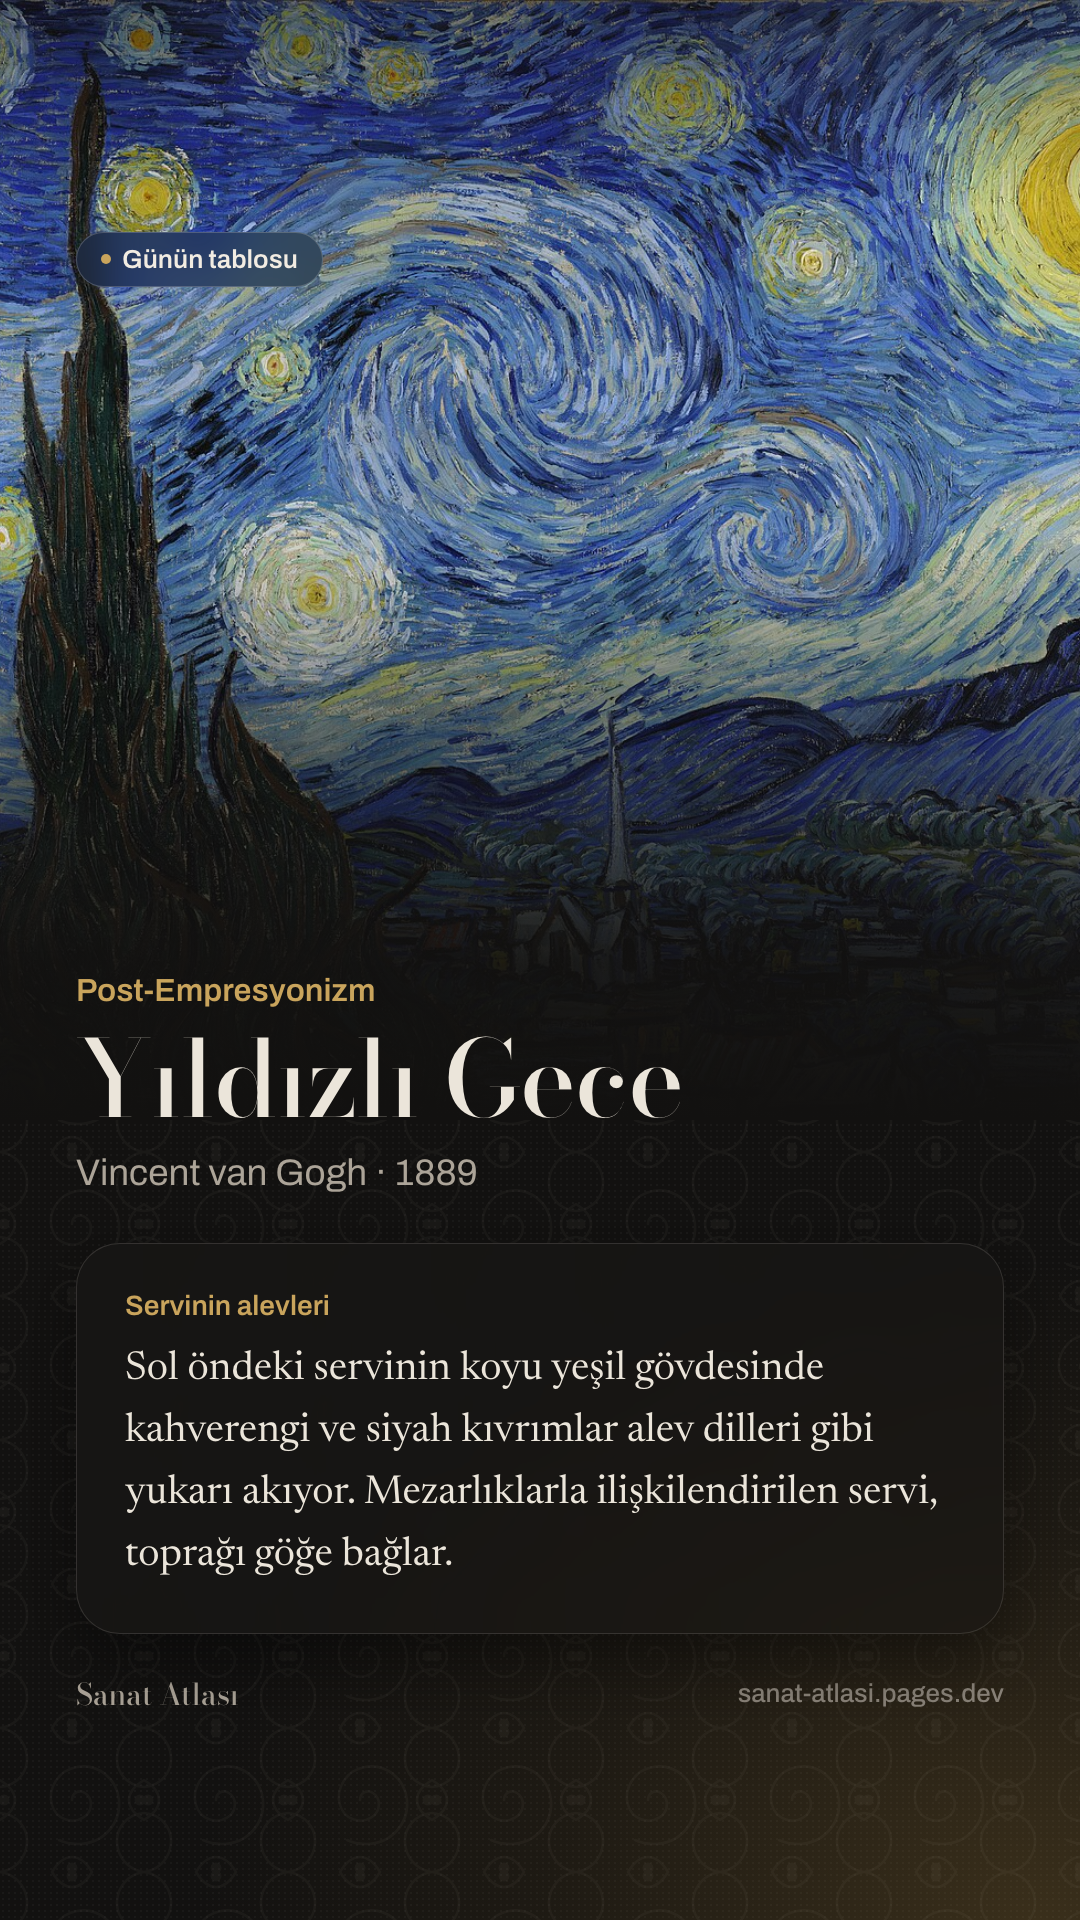 Günün tablosu
Post-Empresyonizm
Yıldızlı Gece
Vincent van Gogh · 1889
Servinin alevleri
Sol öndeki servinin koyu yeşil gövdesinde
kahverengi ve siyah kıvrımlar alev dilleri gibi
yukarı akıyor. Mezarlıklarla ilişkilendirilen servi,
toprağı göğe bağlar.
Sanat Atlası
sanat-atlasi.pages.dev